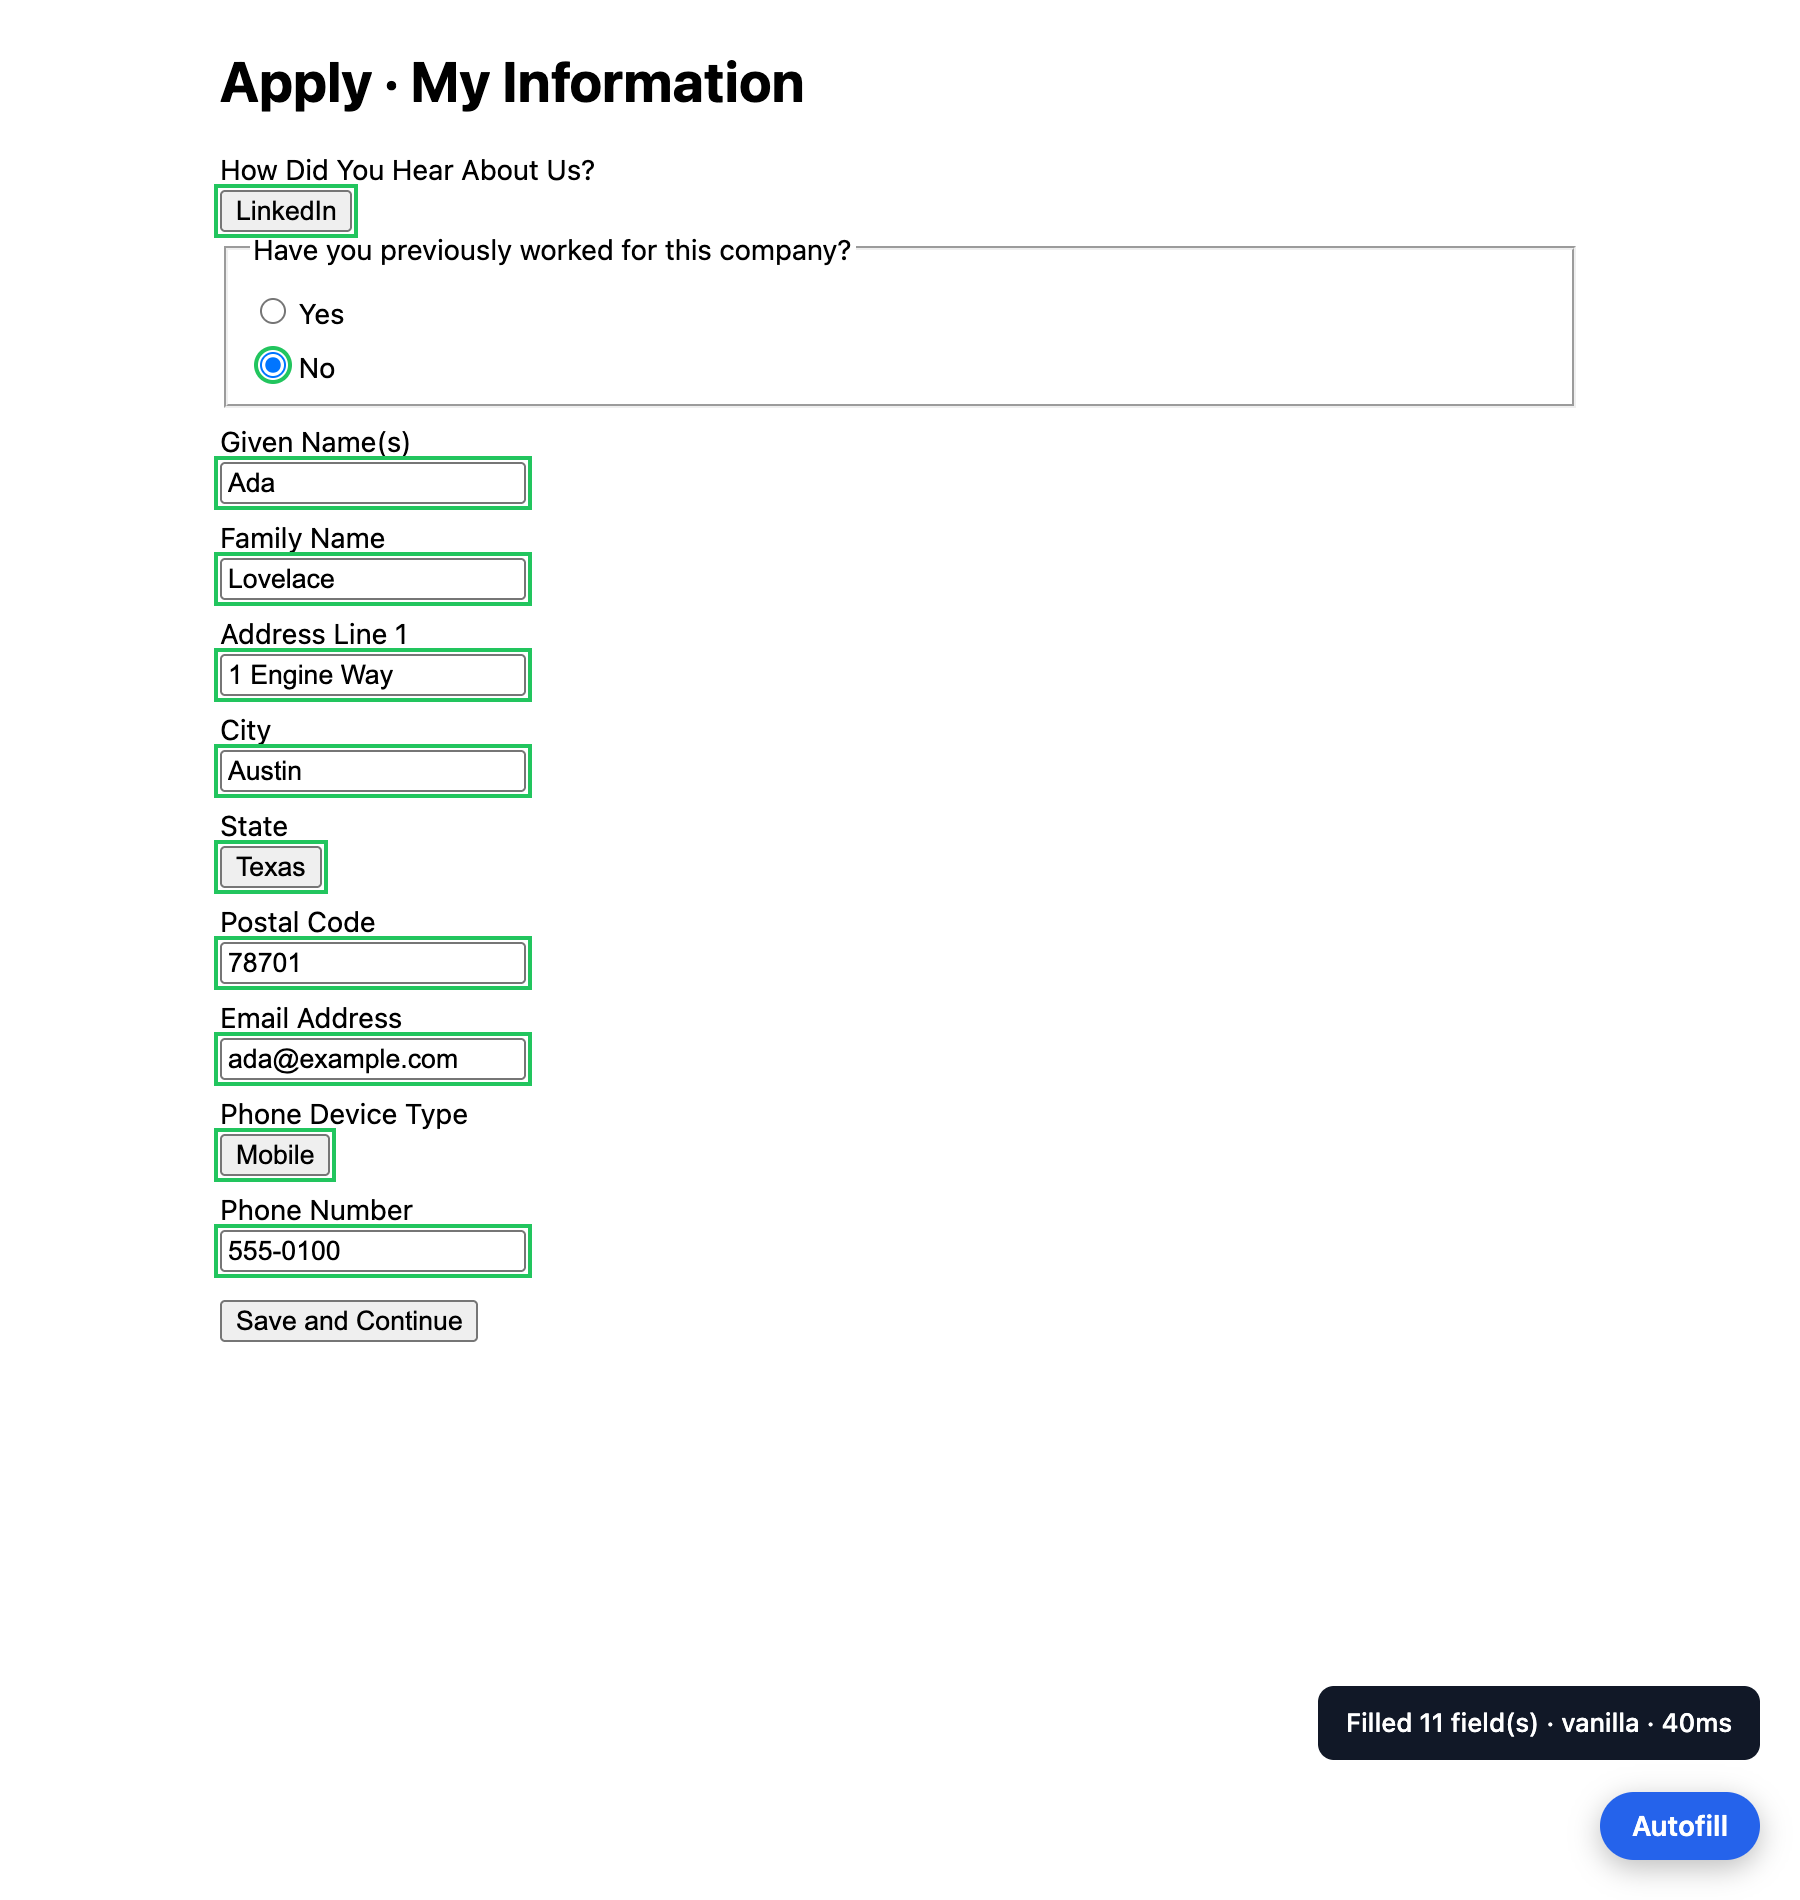 Apply · My Information
How Did You Hear About Us?
LinkedIn
Have you previously worked for this company?
Yes
No
Given Name(s)
Ada
Family Name
Lovelace
Address Line 1
1 Engine Way
City
Austin
State
Texas
Postal Code
78701
Email Address
ada@example.com
Phone Device Type
Mobile
Phone Number
555-0100
Save and Continue
Filled 11 field(s) · vanilla · 40ms
Autofill